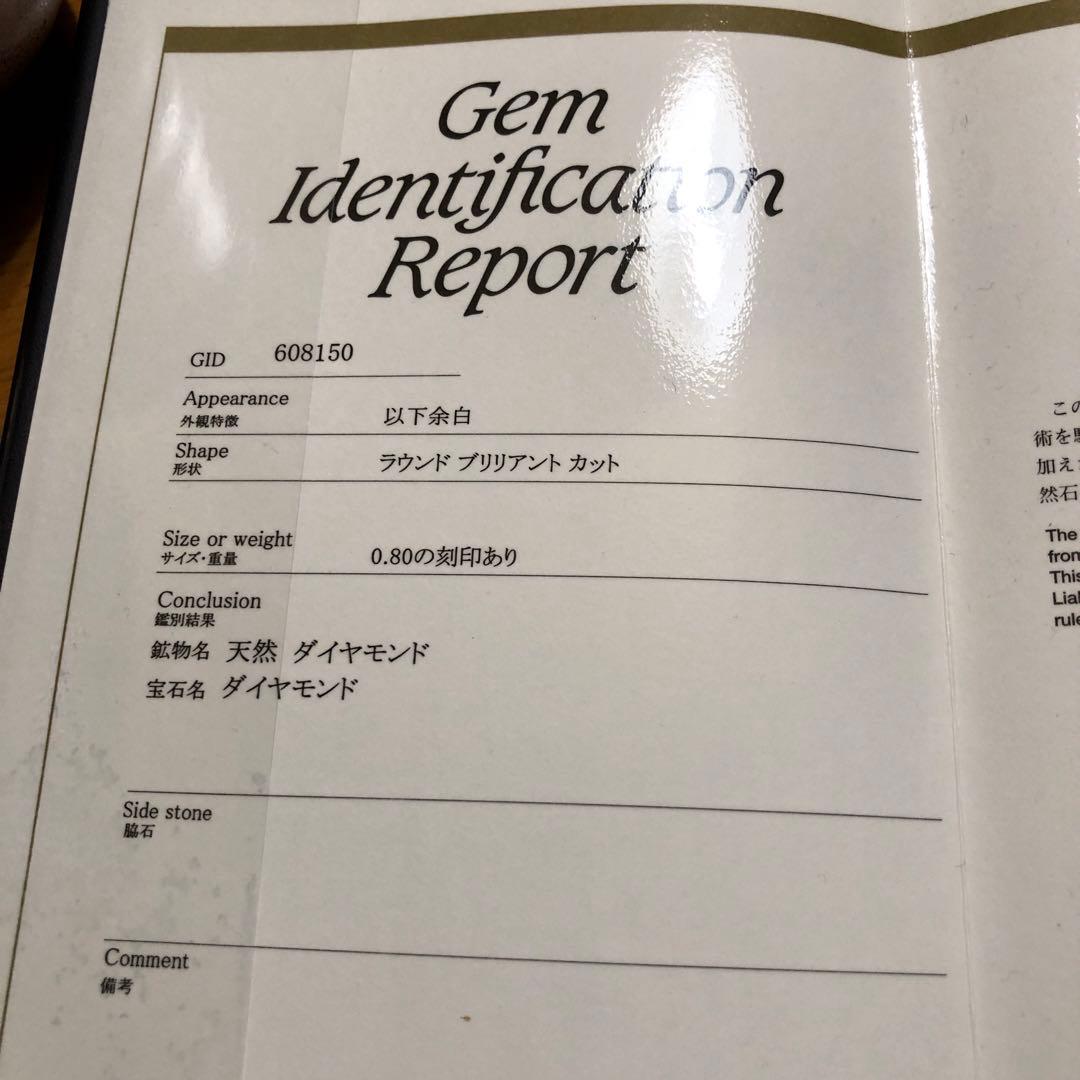 Gem
Identification
Report
GID 608150
Appearance
外観特徴 以下余白
Shape
形状 ラウンド ブリリアント カット
Size or weight
サイズ・重量 0.80の刻印あり
Conclusion
鑑別結果
鉱物名 天然 ダイヤモンド
宝石名 ダイヤモンド
Side stone
脇石
Comment
備考
この
術を
加え
然石
The
from
This
rule